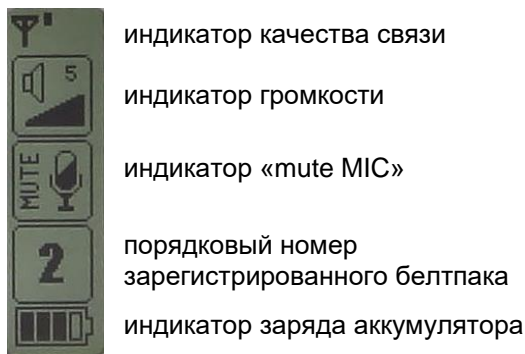 индикатор качества связи
5
индикатор громкости
MUTE
индикатор «mute MIC»
2
порядковый номер
зарегистрированного белтпака
индикатор заряда аккумулятора